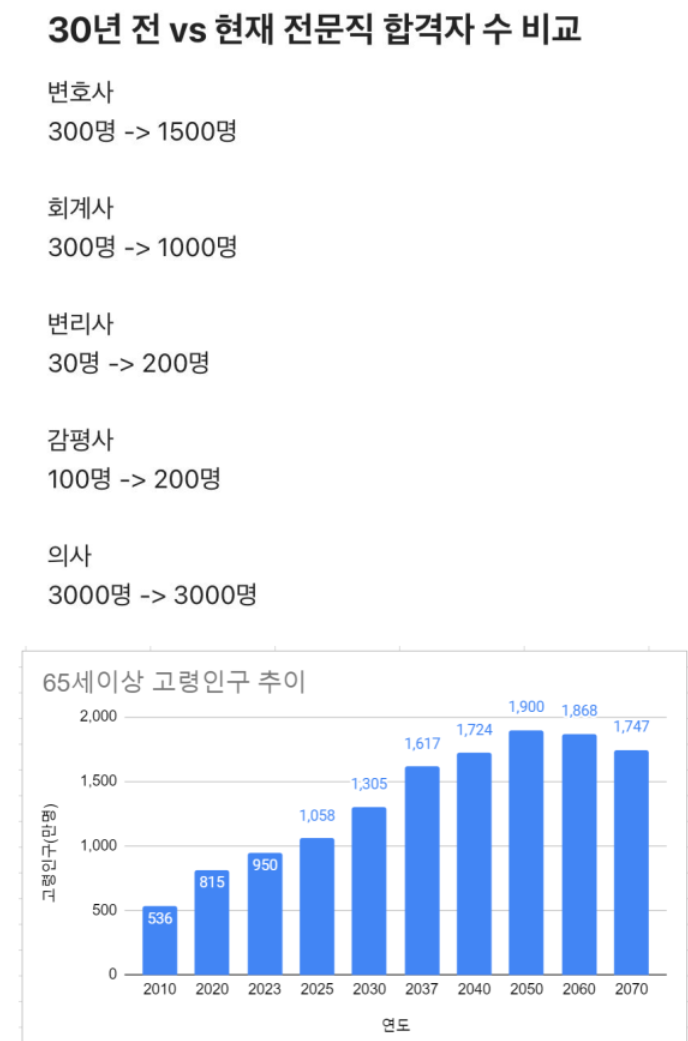 30년 전 vs 현재 전문직 합격자 수 비교
변호사
300명 -> 1500명
회계사
300명 -> 1000명
변리사
30명 -> 200명
감평사
100명 -> 200명
의사
3000명 -> 3000명
65세이상 고령인구 추이
고령인구(만명)
2,000
1,500
1,000
500
0
536
815
950
1,058
1,305
1,617
1,724
1,900
1,868
1,747
2010 2020 2023 2025 2030 2037 2040 2050 2060 2070
연도